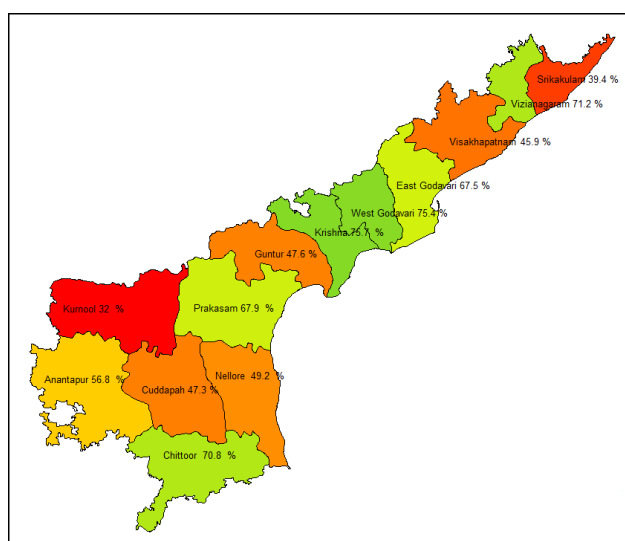 Srikakulam 39.4 %
Vizianagaram 71.2 %
Visakhapatnam 45.9 %
East Godavari 67.5 %
West Godavari 75.4 %
Krishna 75.7 %
Guntur 47.6 %
Prakasam 67.9 %
Kurnool 32 %
Nellore 49.2 %
Anantapur 56.8 %
Cuddapah 47.3 %
Chittoor 70.8 %